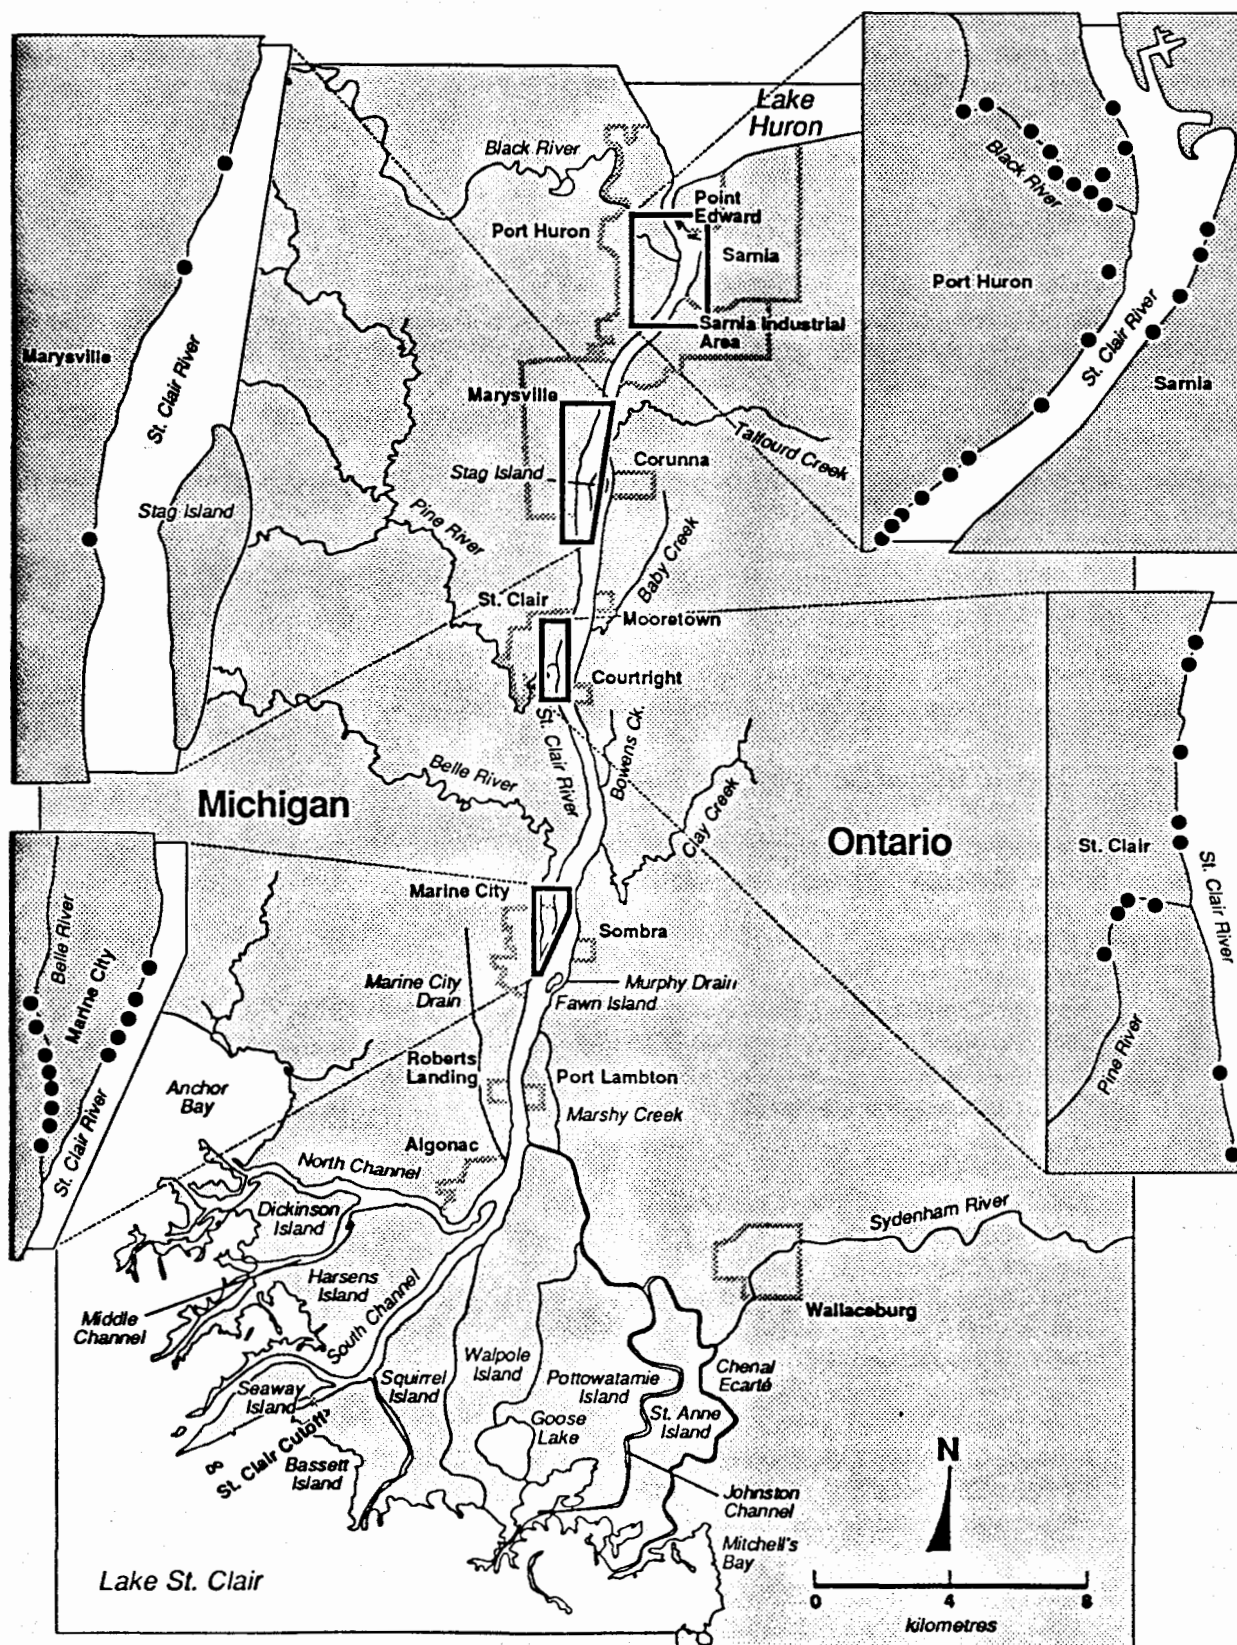 Lake
Huron
Black River
Point
Edward
Port Huron
Sarnia
Sarnia Industrial
Area
Marysville
Talfourd Creek
Stag Island
Corunna
Pine River
Baby Creek
St. Clair
Mooretown
Courtright
St. Clair River
Bowens Ck.
Belle River
Clay Creek
Michigan
Ontario
Marine City
Sombra
Marine City
Drain
Murphy Drain
Fawn Island
Roberts
Landing
Port Lambton
Marshy Creek
Anchor
Bay
Algonac
North Channel
Dickinson
Island
Sydenham River
Harsens
Island
South Channel
Middle
Channel
Wallaceburg
Walpole
Island
Squirrel
Island
Pottowatamie
Island
Chenal
Ecarté
Seaway
Island
St. Anne
Island
Goose
Lake
St. Clair Cutoff
Bassett
Island
Johnston
Channel
Mitchell's
Bay
Lake St. Clair
N
0 4 8
kilometres
Marysville
St. Clair River
Stag Island
Black River
Port Huron
St. Clair River
Sarnia
St. Clair
St. Clair River
Pine River
Belle River
Marine City
St. Clair River